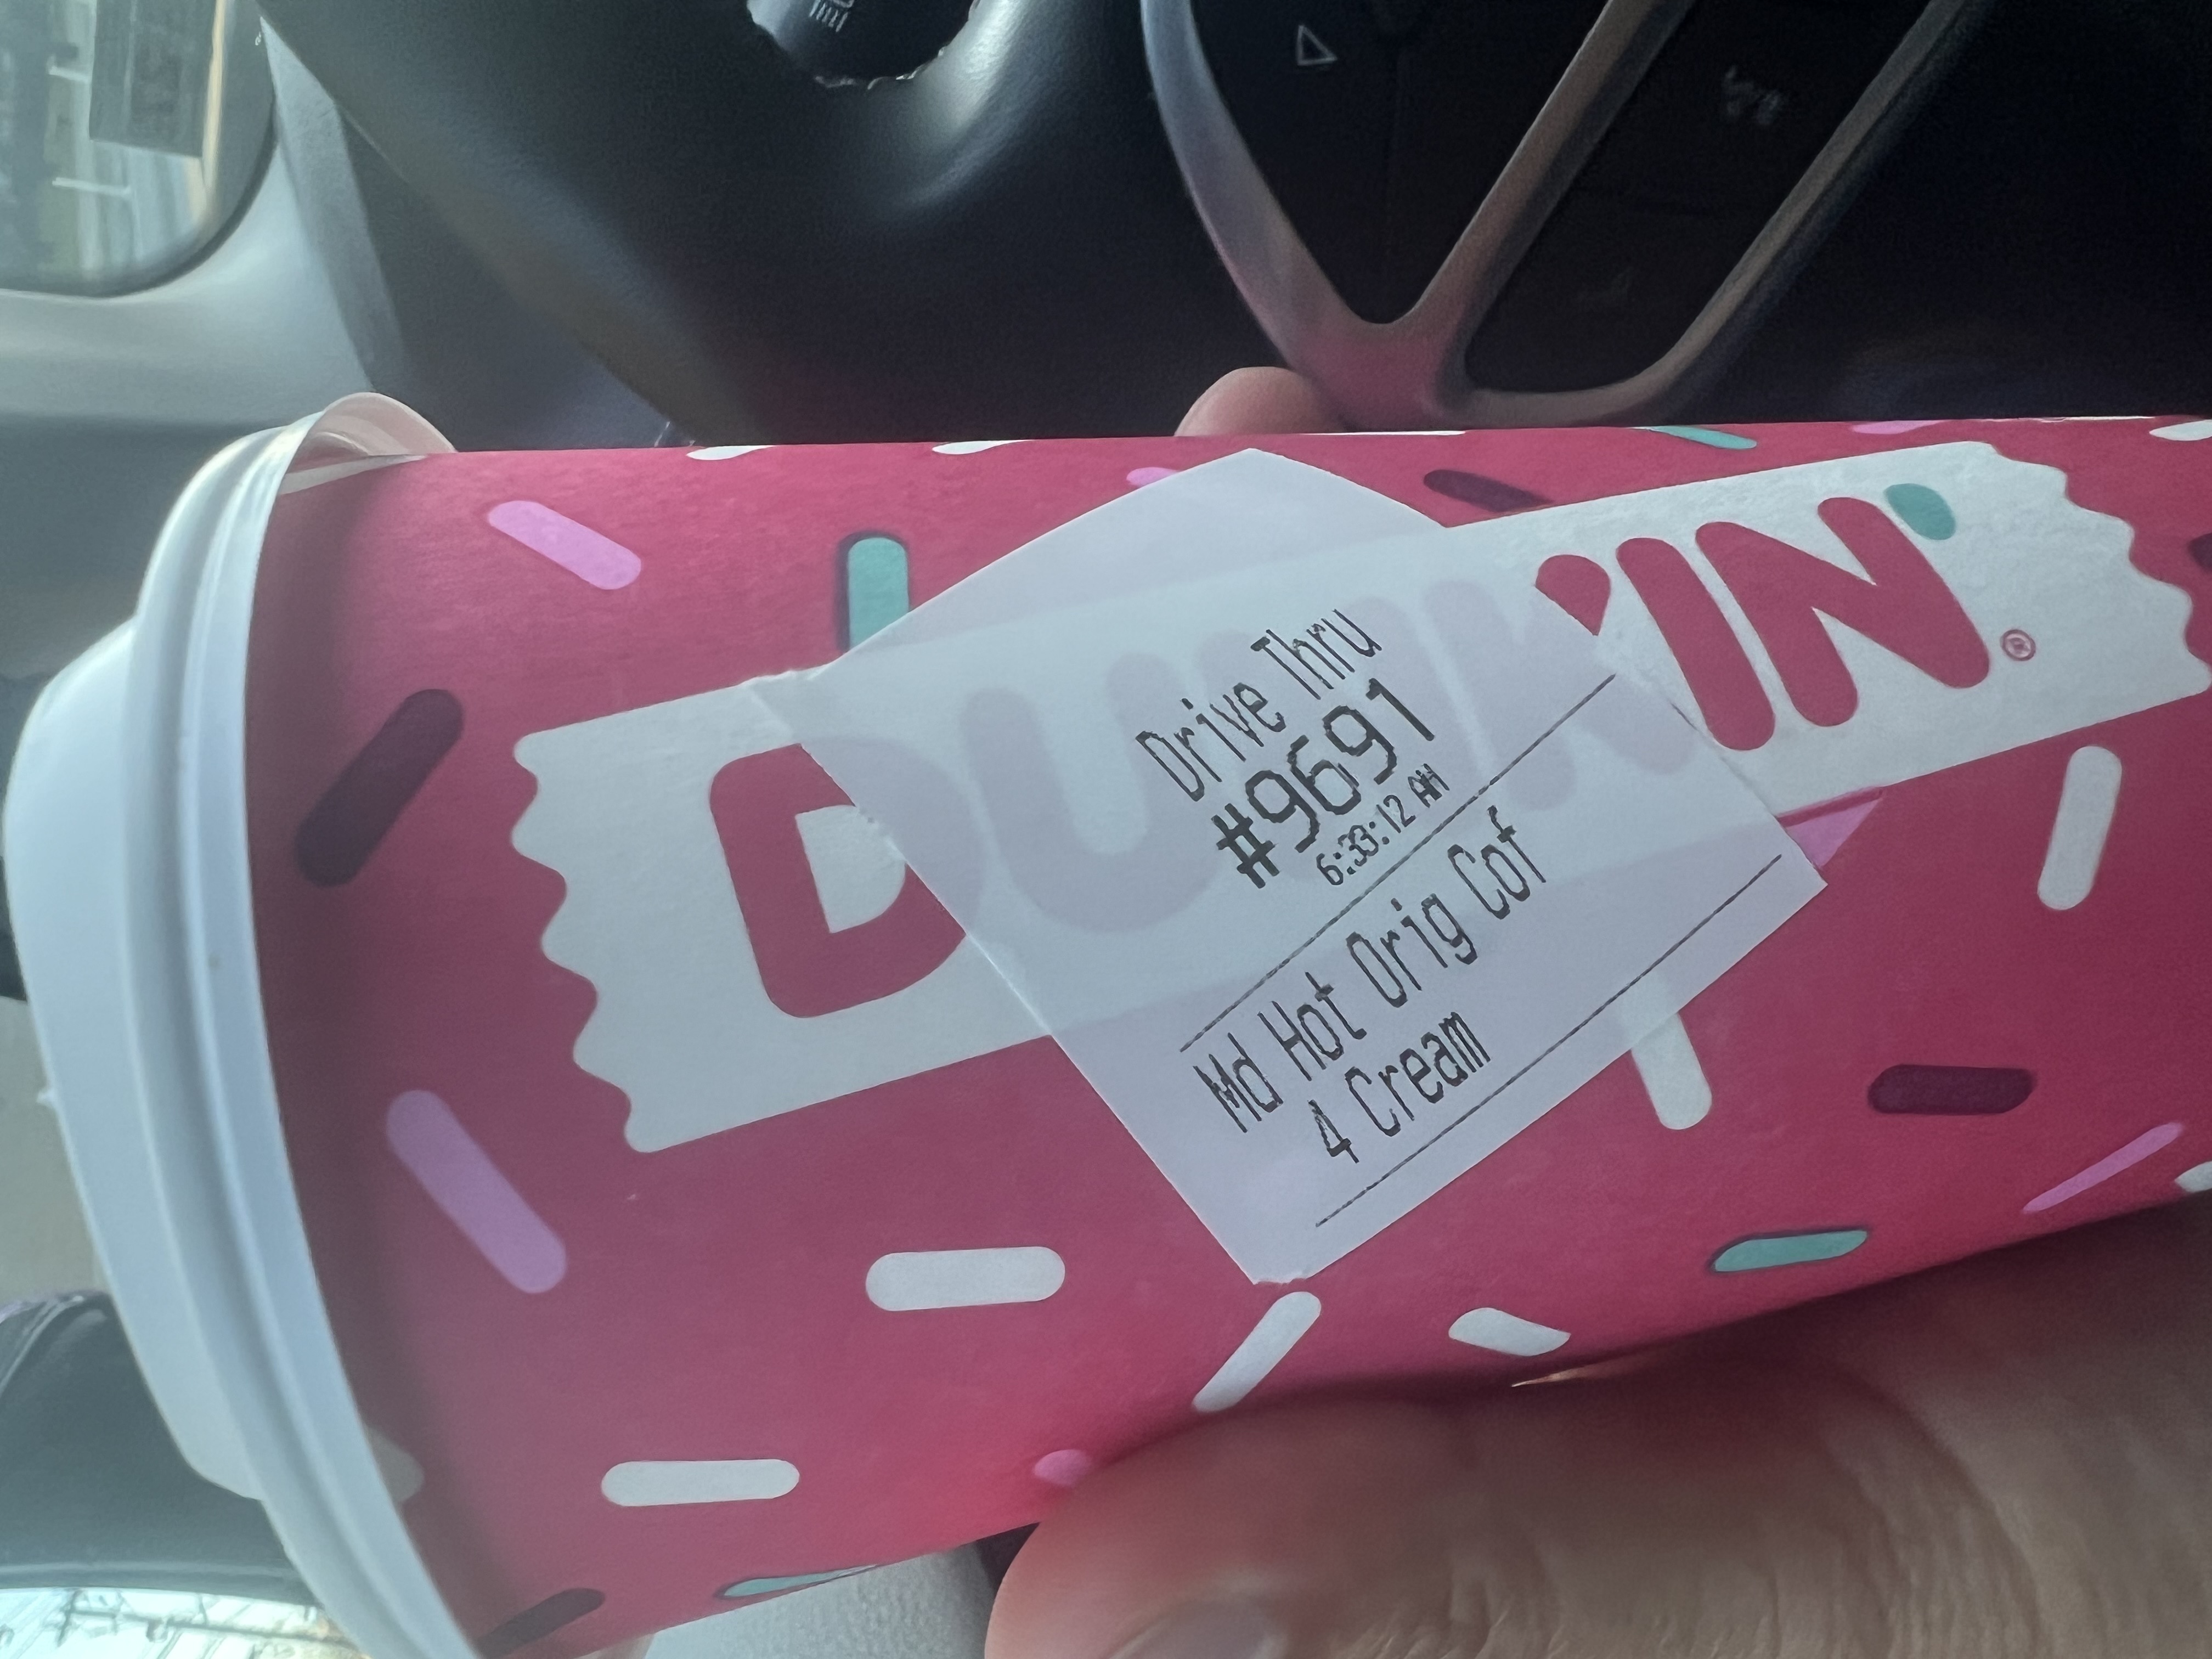 DUNKIN'
®
Drive Thru
#9691
6:33:12 AM
Md Hot Orig Cof
4 Cream